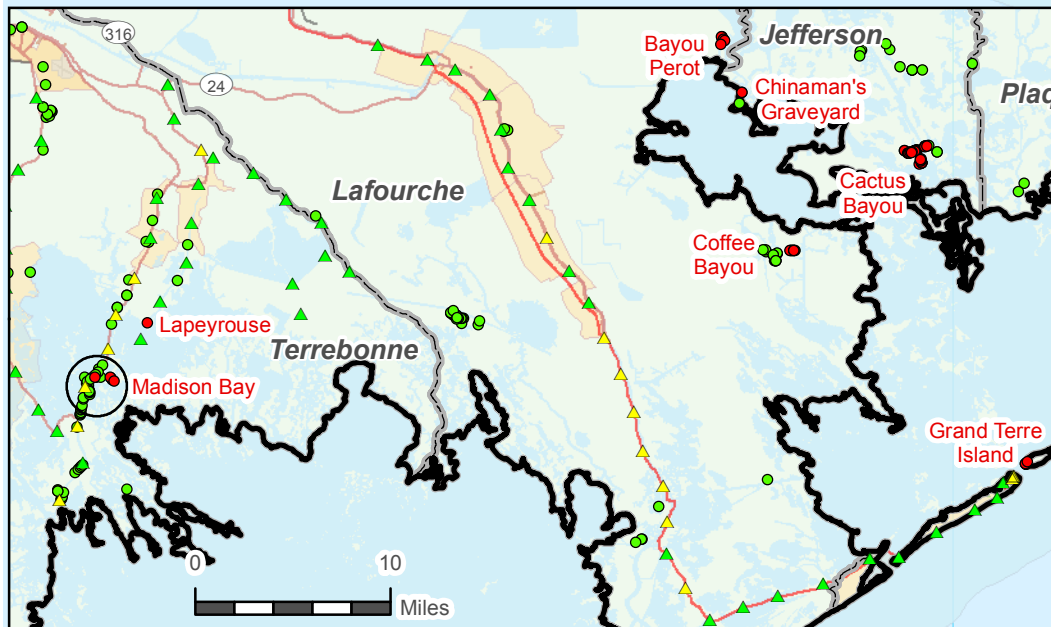 316
24
Jefferson
Bayou
Perot
Chinaman's
Graveyard
Plaq
Lafourche
Cactus
Bayou
Coffee
Bayou
Lapeyrouse
Terrebonne
Madison Bay
Grand Terre
Island
0
10
Miles